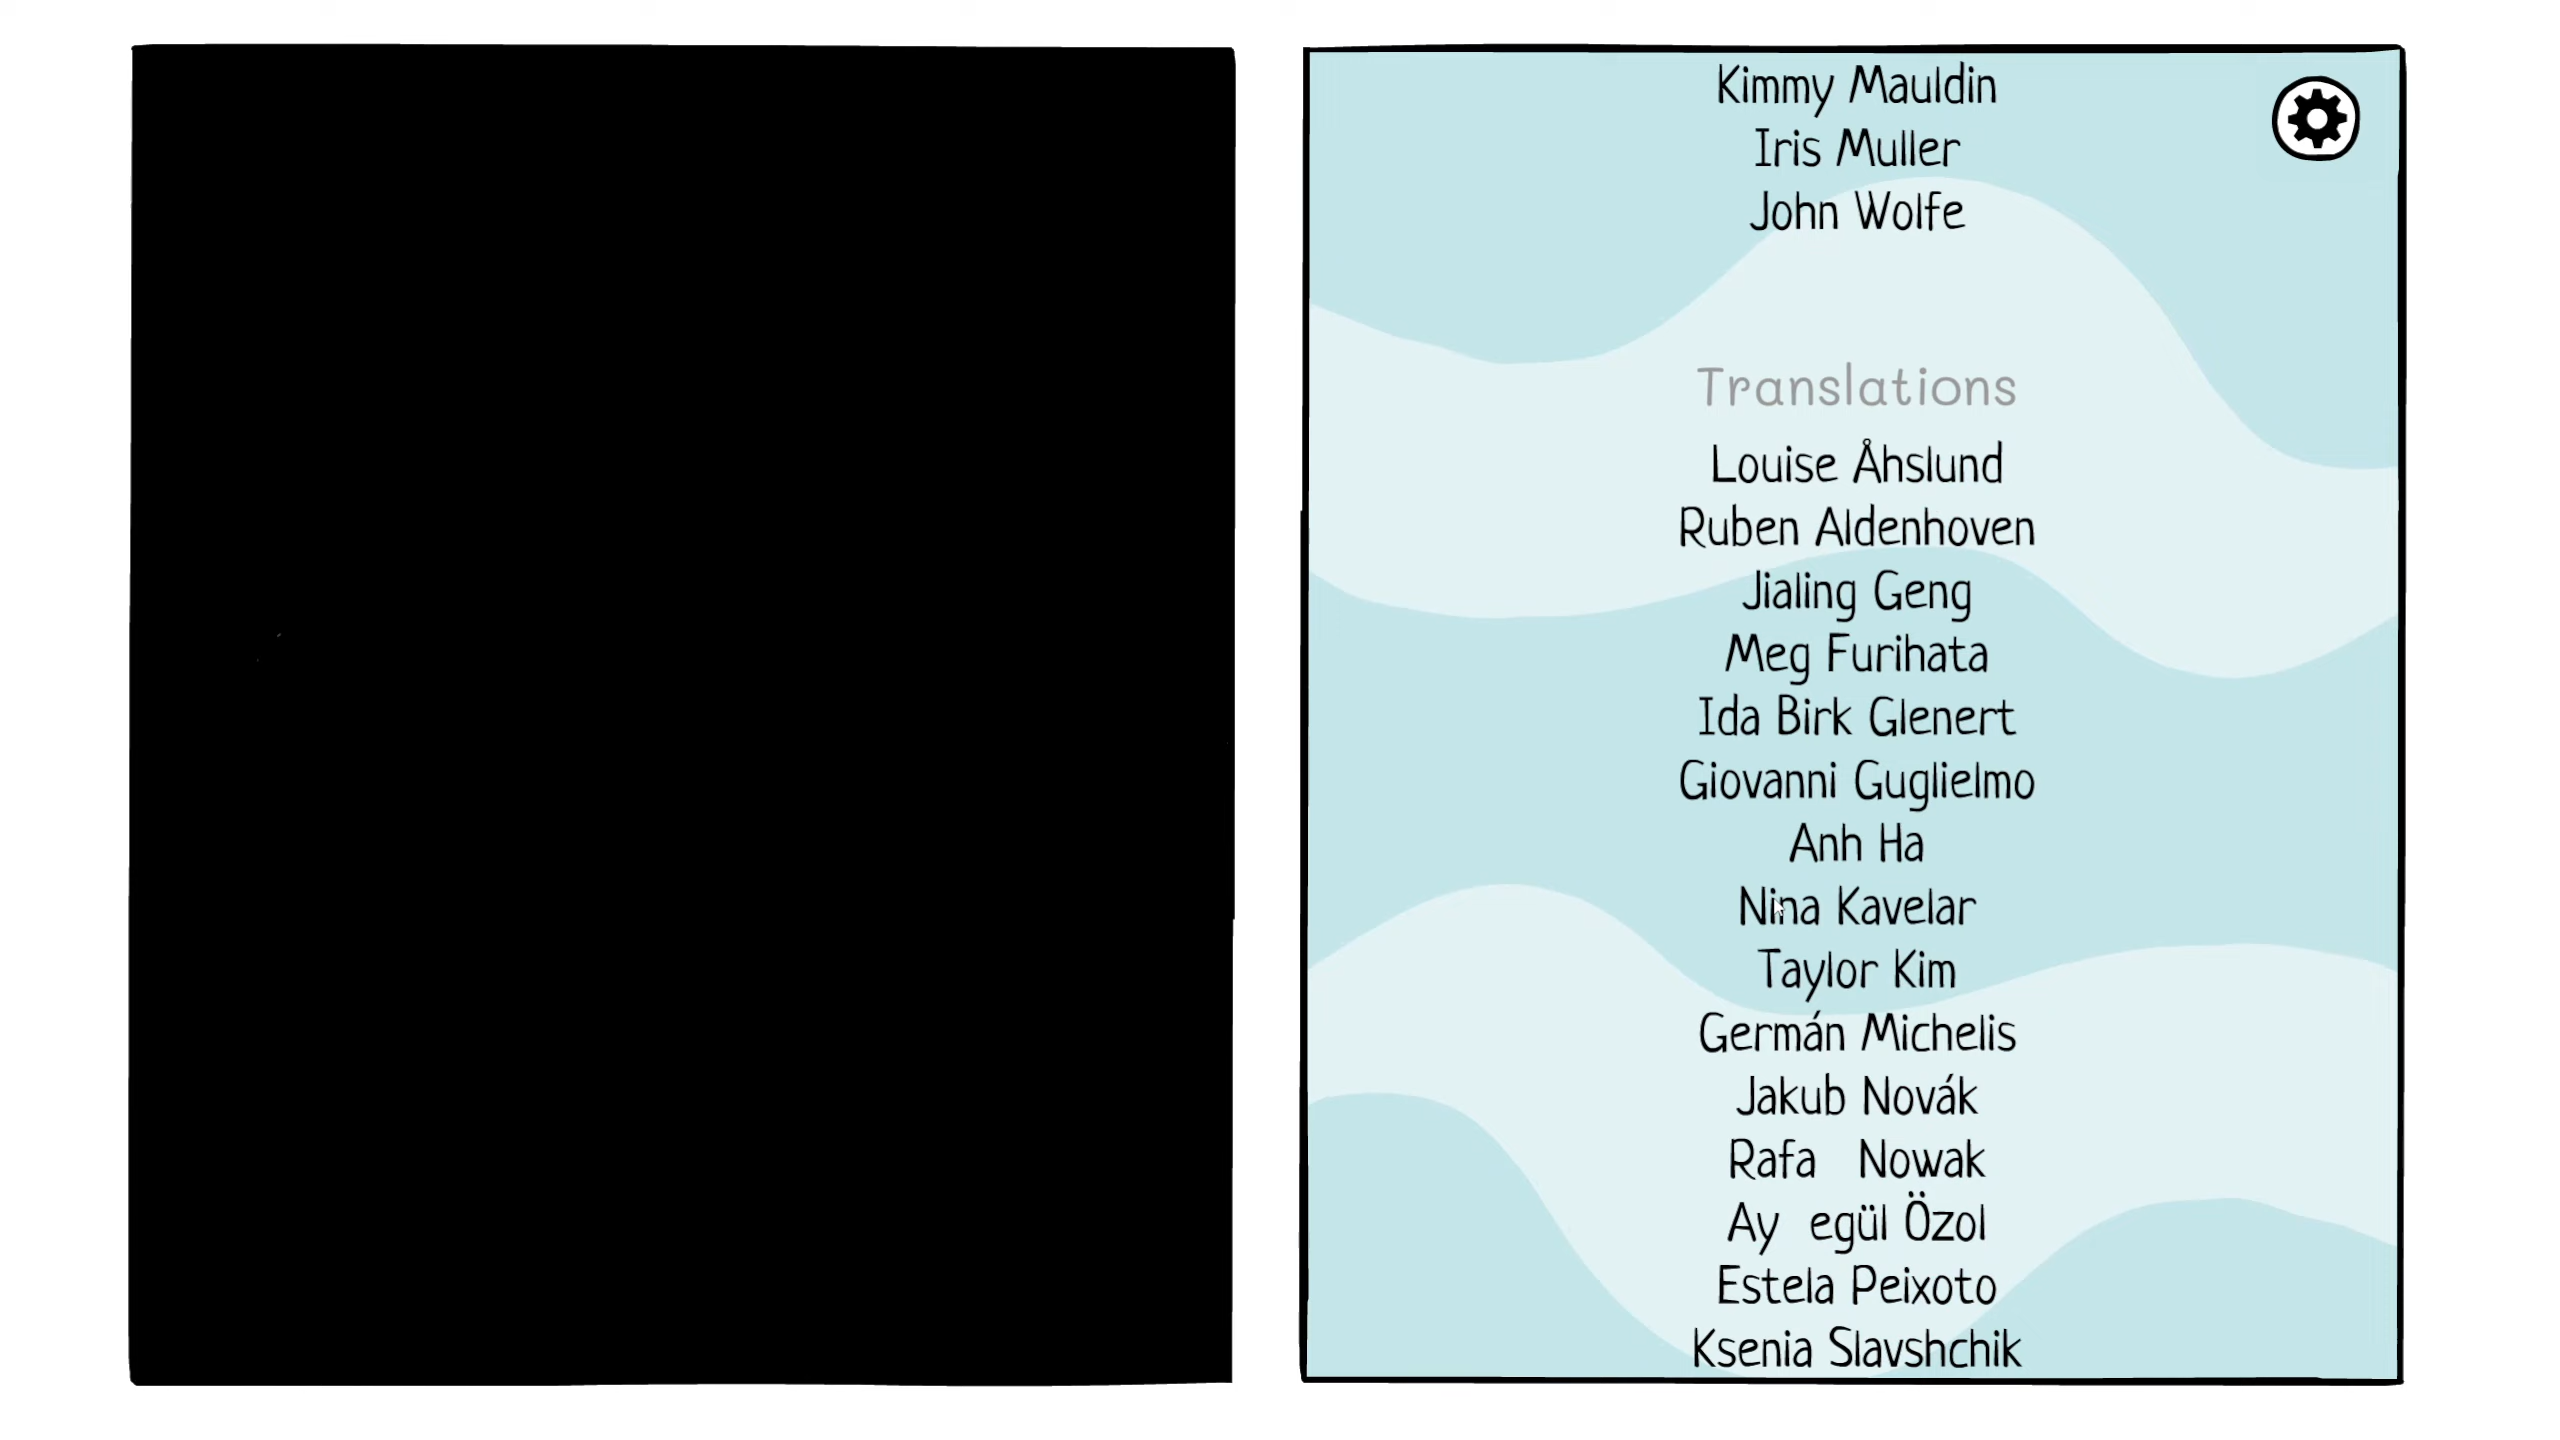 Kimmy Mauldin
Iris Muller
John Wolfe
Translations
Louise Åhslund
Ruben Aldenhoven
Jialing Geng
Meg Furihata
Ida Birk Glenert
Giovanni Guglielmo
Anh Ha
Nina Kavelar
Taylor Kim
Germán Michelis
Jakub Novák
Rafa Nowak
Ay egül Özol
Estela Peixoto
Ksenia Slavshchik